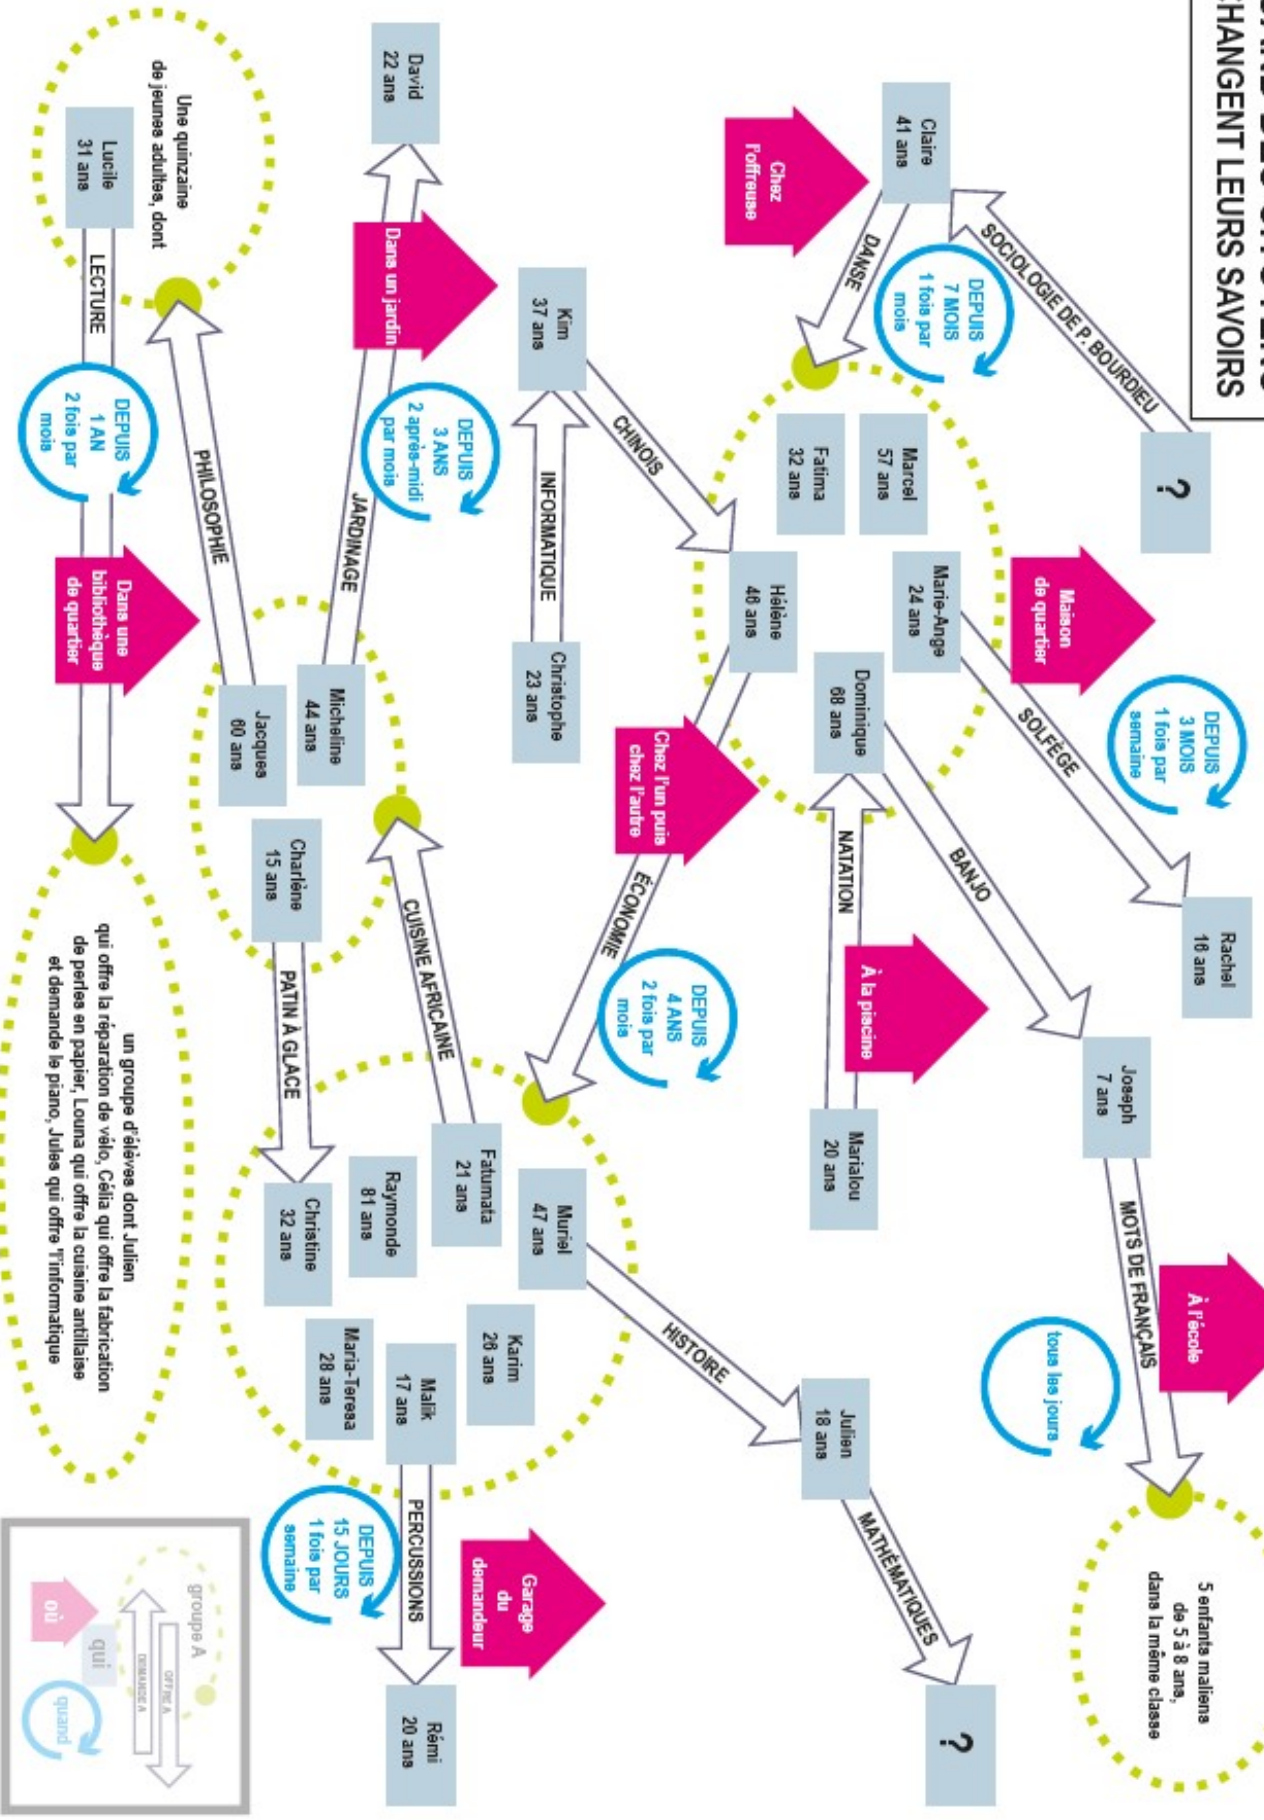 CHANGENT LEURS SAVOIRS
?
SOCIOLOGIE DE P. BOURDIEU
Claire
41 ans
Chez
l'offreuse
DANSE
DEPUIS
7 MOIS
1 fois par
mois
Marcel
57 ans
Fatima
32 ans
Marie-Ange
24 ans
Hélène
46 ans
Dominique
68 ans
Maison
de quartier
SOLFÉGE
DEPUIS
3 MOIS
1 fois par
semaine
Rachel
16 ans
BANJO
Joseph
7 ans
MOTS DE FRANÇAIS
À l'école
tous les jours
5 enfants maliens
de 5 à 8 ans,
dans la même classe
NATATION
À la piscine
Marialou
20 ans
Kim
37 ans
CHINOIS
INFORMATIQUE
Christophe
23 ans
Chez l'un puis
chez l'autre
ÉCONOMIE
DEPUIS
4 ANS
2 fois par
mois
David
22 ans
Dans un jardin
JARDINAGE
DEPUIS
3 ANS
2 après-midi
par mois
Micheline
44 ans
Jacques
60 ans
Charlène
15 ans
PHILOSOPHIE
CUISINE AFRICAINE
PATIN À GLACE
Muriel
47 ans
Fatumata
21 ans
Raymonde
81 ans
Christine
32 ans
Karim
26 ans
Malik
17 ans
Maria-Teresa
28 ans
HISTOIRE
Julien
18 ans
MATHÉMATIQUES
?
PERCUSSIONS
Garage
du
demandeur
DEPUIS
15 JOURS
1 fois par
semaine
Rémi
20 ans
Une quinzaine
de jeunes adultes, dont
Lucile
31 ans
LECTURE
DEPUIS
1 AN
2 fois par
mois
Dans une
bibliothèque
de quartier
un groupe d'élèves dont Julien
qui offre la réparation de vélo, Célia qui offre la fabrication
de perles en papier, Louna qui offre la cuisine antillaise
et demande le piano, Jules qui offre "l'informatique
groupe A
OFFRE A
DEMANDE A
qui
où
quand